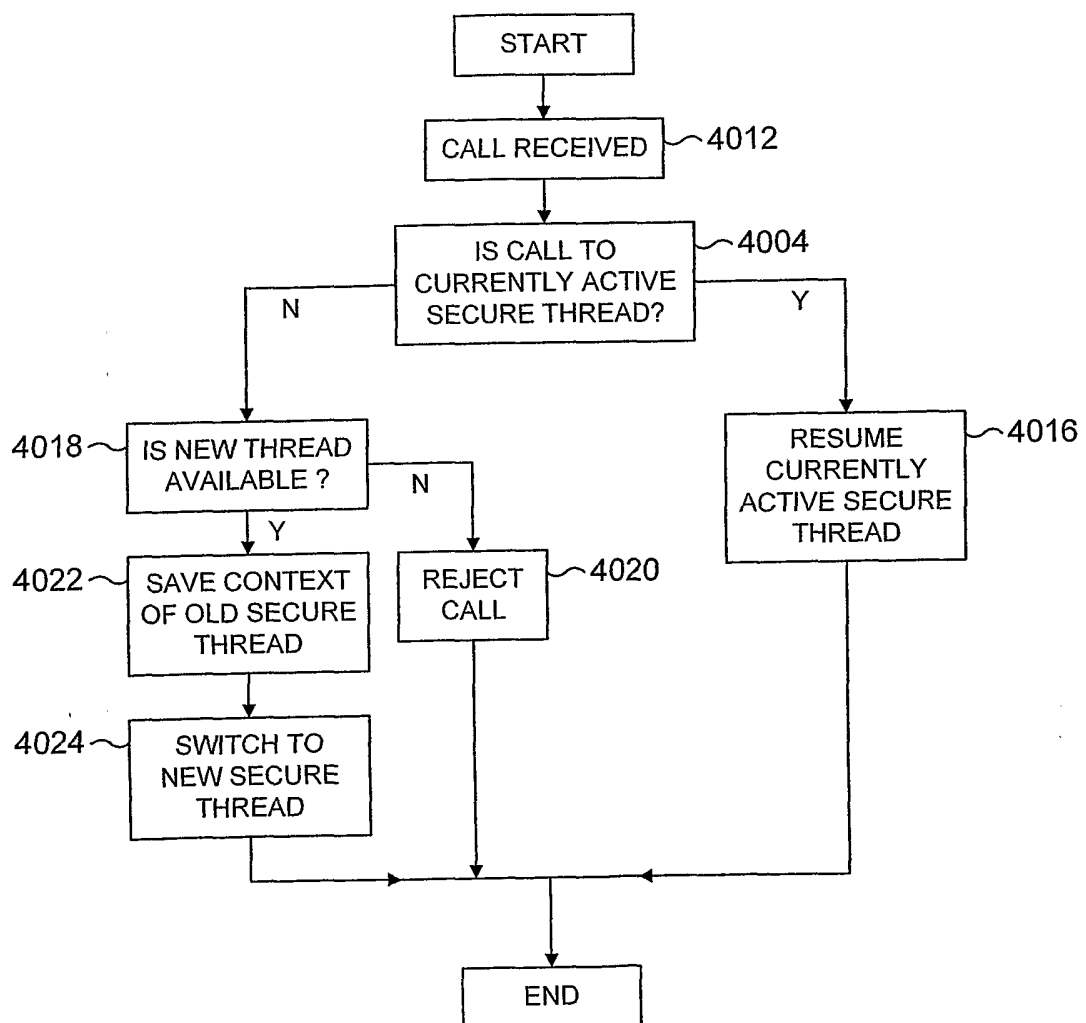 START
CALL RECEIVED
4012
IS CALL TO
CURRENTLY ACTIVE
SECURE THREAD?
4004
N
Y
4018
IS NEW THREAD
AVAILABLE ?
N
Y
RESUME
CURRENTLY
ACTIVE SECURE
THREAD
4016
4022
SAVE CONTEXT
OF OLD SECURE
THREAD
REJECT
CALL
4020
4024
SWITCH TO
NEW SECURE
THREAD
END